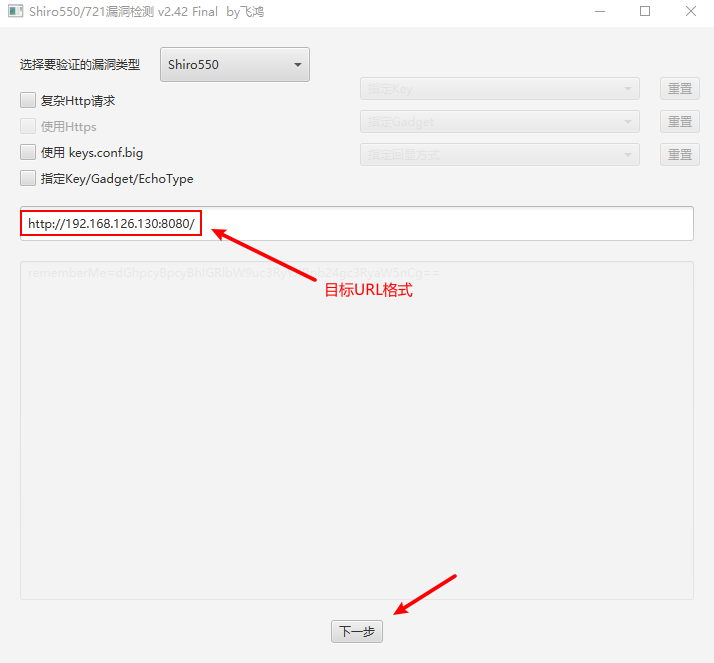 Shiro550/721漏洞检测 v2.42 Final by飞鸿
选择要验证的漏洞类型
Shiro550
复杂Http请求
使用Https
使用 keys.conf.big
指定Key/Gadget/EchoType
指定Key
重置
指定Gadget
重置
指定回显方式
重置
http://192.168.126.130:8080/
目标URL格式
下一步